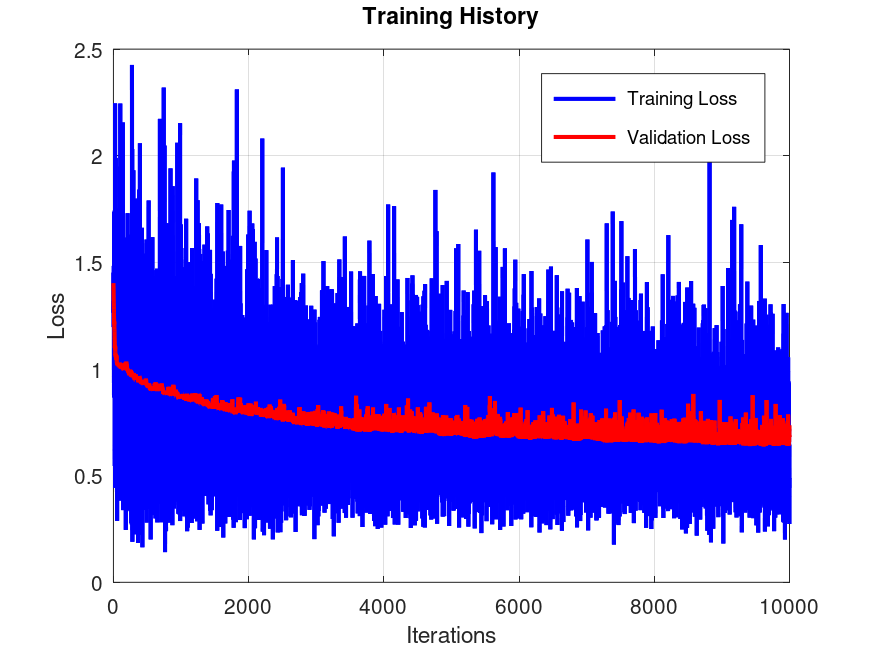 Training History
2.5
2
1.5
1
0.5
0
Loss
Training Loss
Validation Loss
0 2000 4000 6000 8000 10000
Iterations